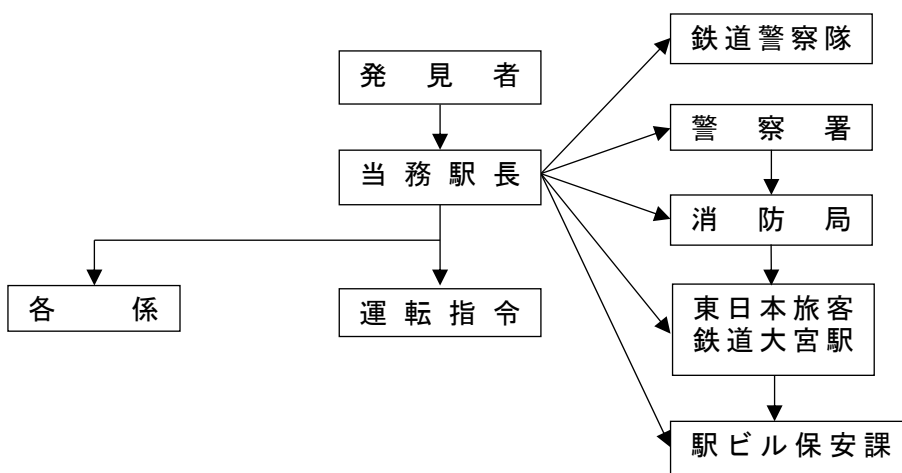 鉄道警察隊
発見者
警察署
当務駅長
消防局
各係
運転指令
東日本旅客
鉄道大宮駅
駅ビル保安課